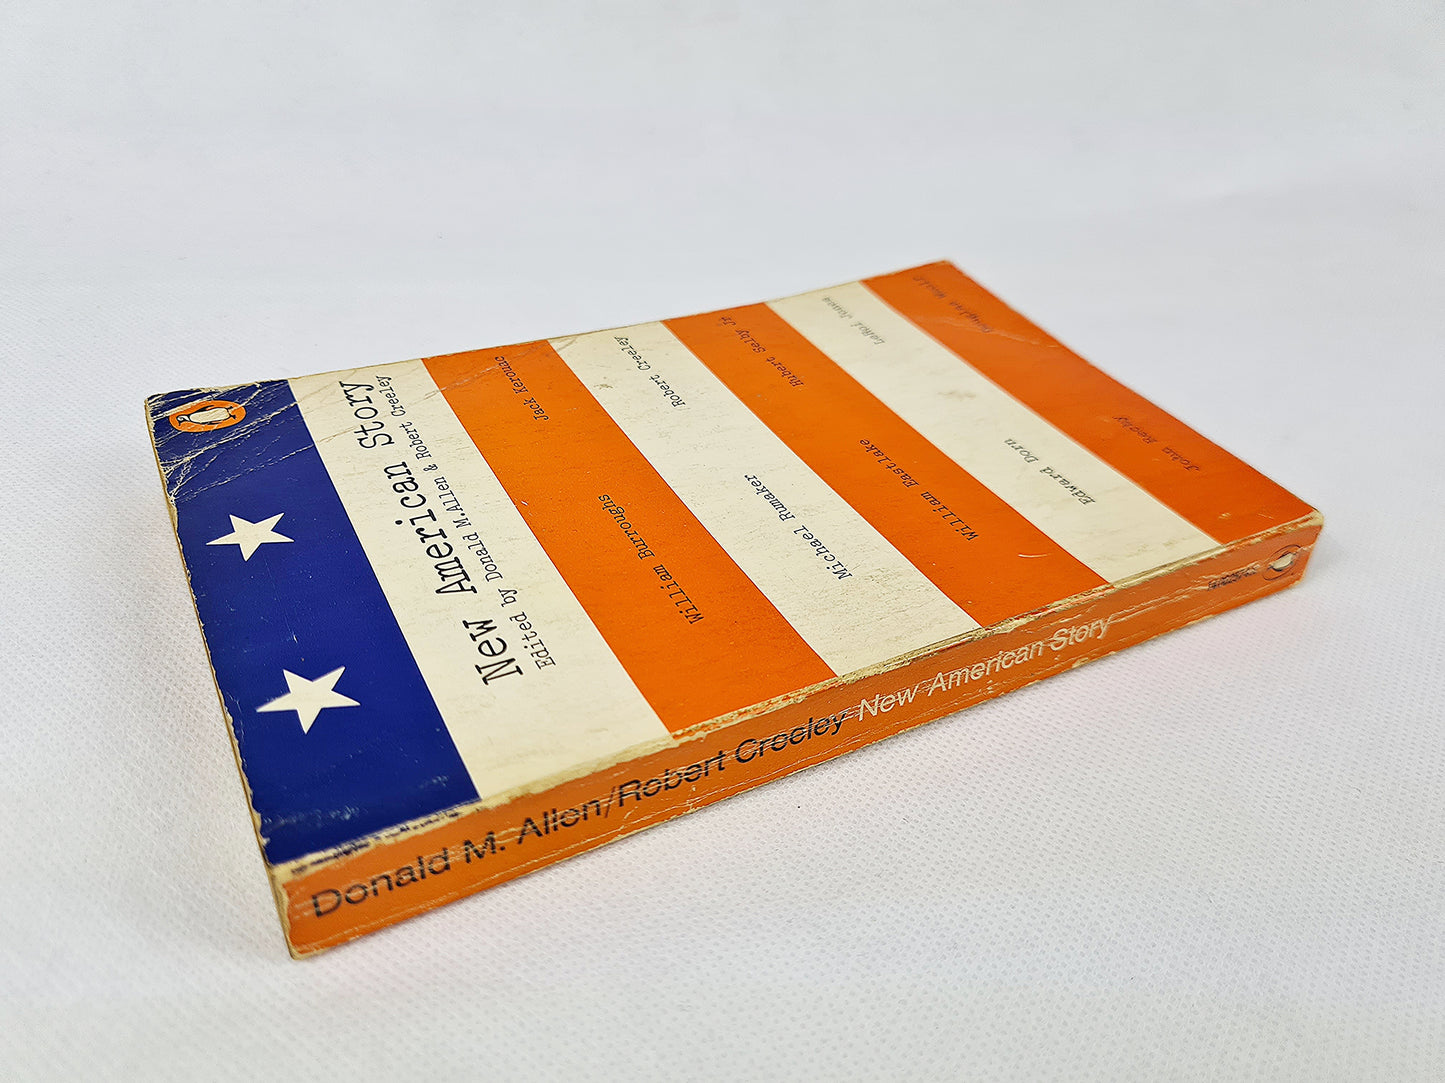 New American Story
Edited by Donald M.Allen & Robert Creeley
William Burroughs
Jack Kerouac
Michael Rumaker
Robert Creeley
William Eastlake
Hubert Selby Jr
Edward Dorn
LeRoi Jones
John Rechy
Douglas Woolf
Donald M. Allen/Robert Creeley New American Story